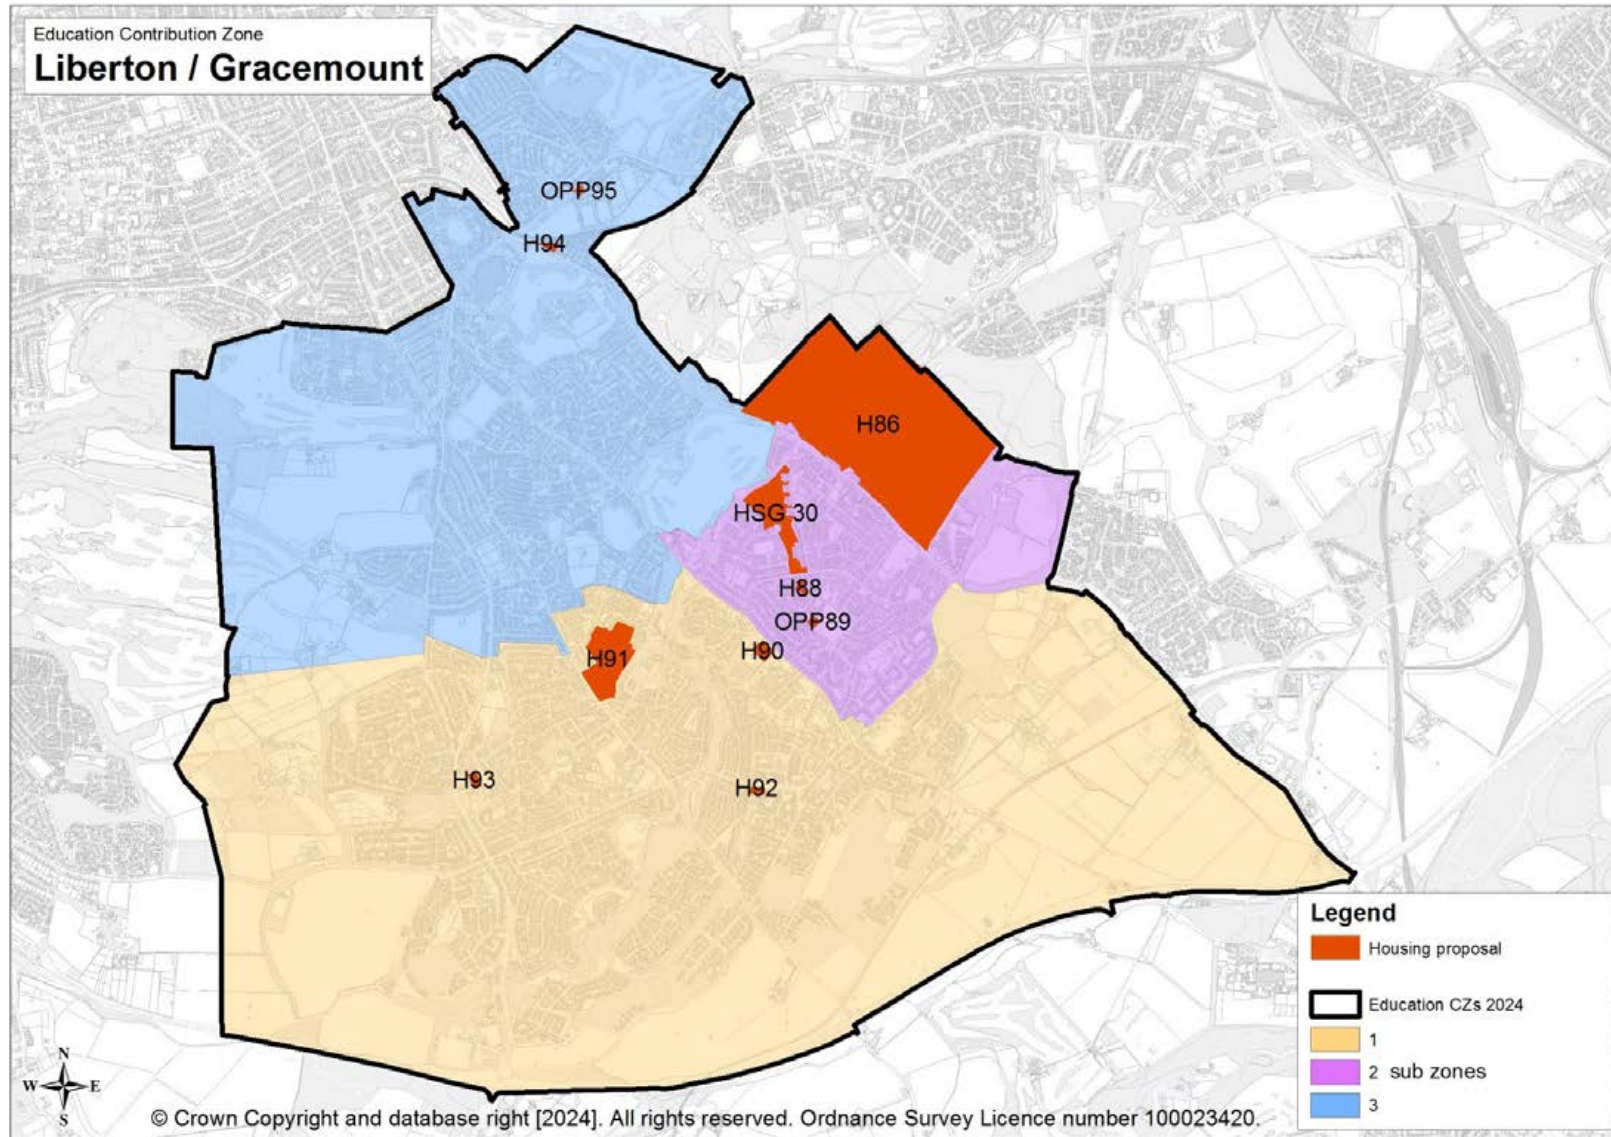 Education Contribution Zone
Liberton / Gracemount
OPP95
H94
H86
HSG 30
H88
OPP89
H90
H91
H93
H92
Legend
Housing proposal
Education CZs 2024
1
2 sub zones
3
N
W E
S
© Crown Copyright and database right [2024]. All rights reserved. Ordnance Survey Licence number 100023420.